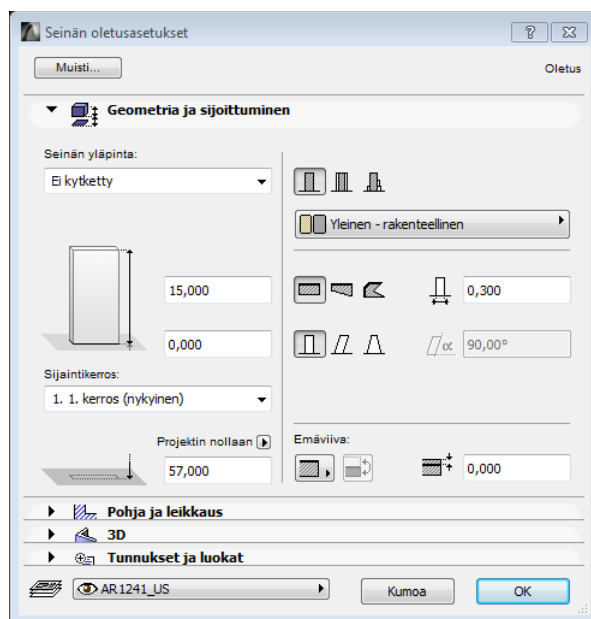 Seinän oletusasetukset
Muisti...
Oletus
Geometria ja sijoittuminen
Seinän yläpinta:
Ei kytketty
Yleinen - rakenteellinen
15,000
0,300
0,000
α 90,00°
Sijaintikerros:
1. 1. kerros (nykyinen)
Projektin nollaan
Emäviiva:
57,000
0,000
Pohja ja leikkaus
3D
Tunnukset ja luokat
AR1241_US
Kumoa
OK